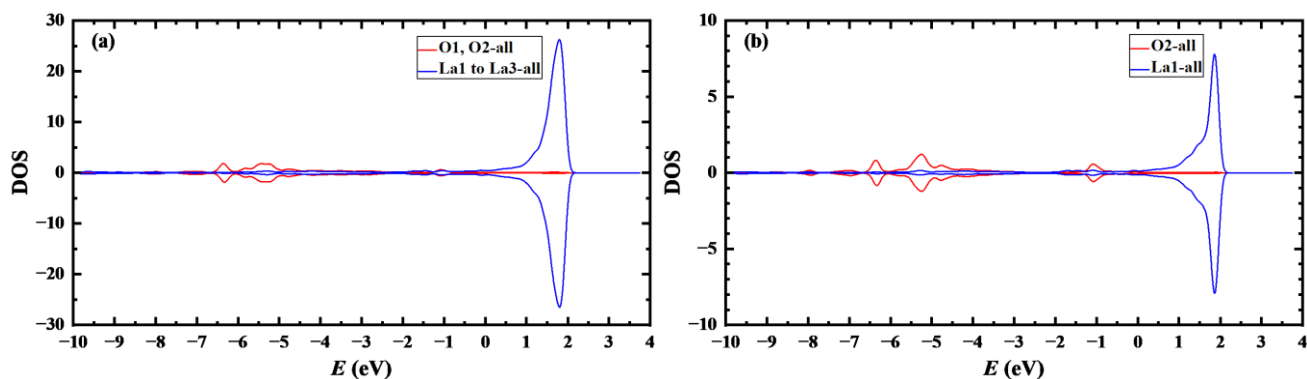 (a)
O1, O2-all
La1 to La3-all
DOS
30
20
10
0
−10
−20
−30
−10 −9 −8 −7 −6 −5 −4 −3 −2 −1 0 1 2 3 4
E (eV)
(b)
O2-all
La1-all
DOS
10
5
0
−5
−10
−10 −9 −8 −7 −6 −5 −4 −3 −2 −1 0 1 2 3 4
E (eV)